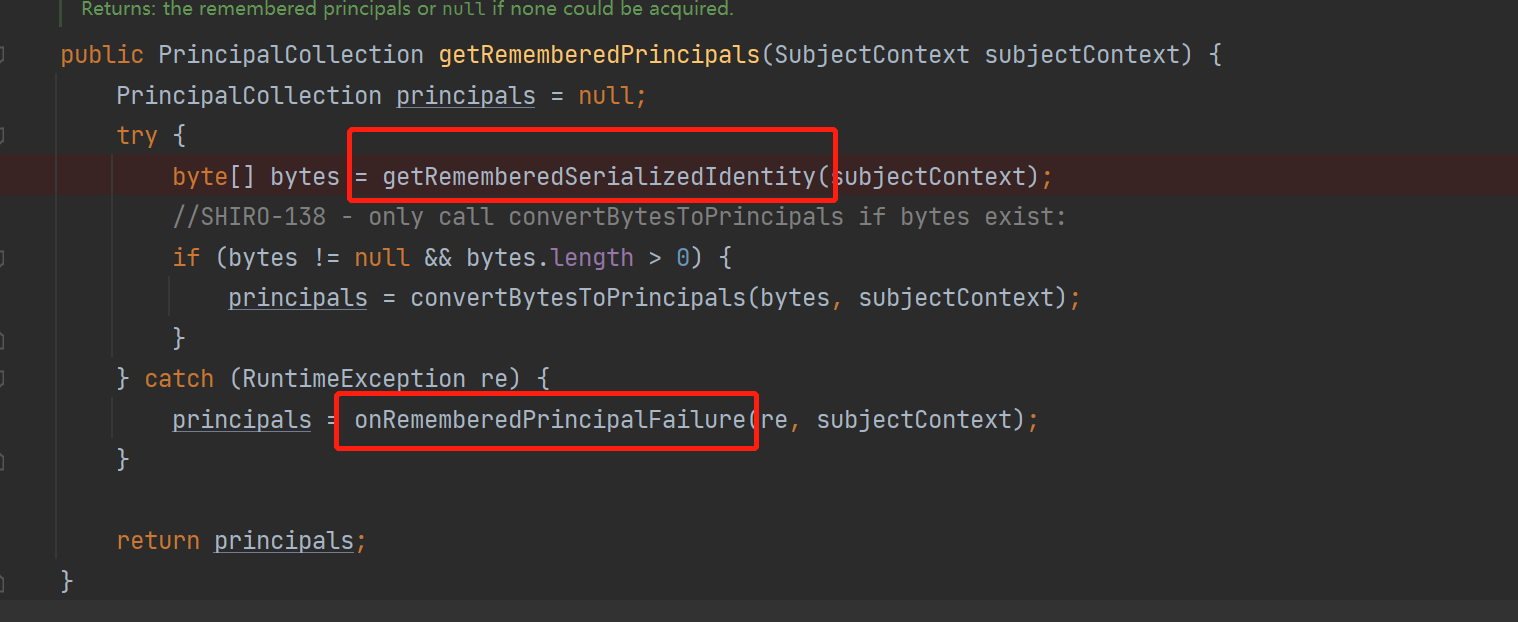 Returns: the remembered principals or null if none could be acquired.
public PrincipalCollection getRememberedPrincipals(SubjectContext subjectContext) {
PrincipalCollection principals = null;
try {
byte[] bytes = getRememberedSerializedIdentity(subjectContext);
//SHIRO-138 - only call convertBytesToPrincipals if bytes exist:
if (bytes != null && bytes.length > 0) {
principals = convertBytesToPrincipals(bytes, subjectContext);
}
} catch (RuntimeException re) {
principals = onRememberedPrincipalFailure(re, subjectContext);
}
return principals;
}